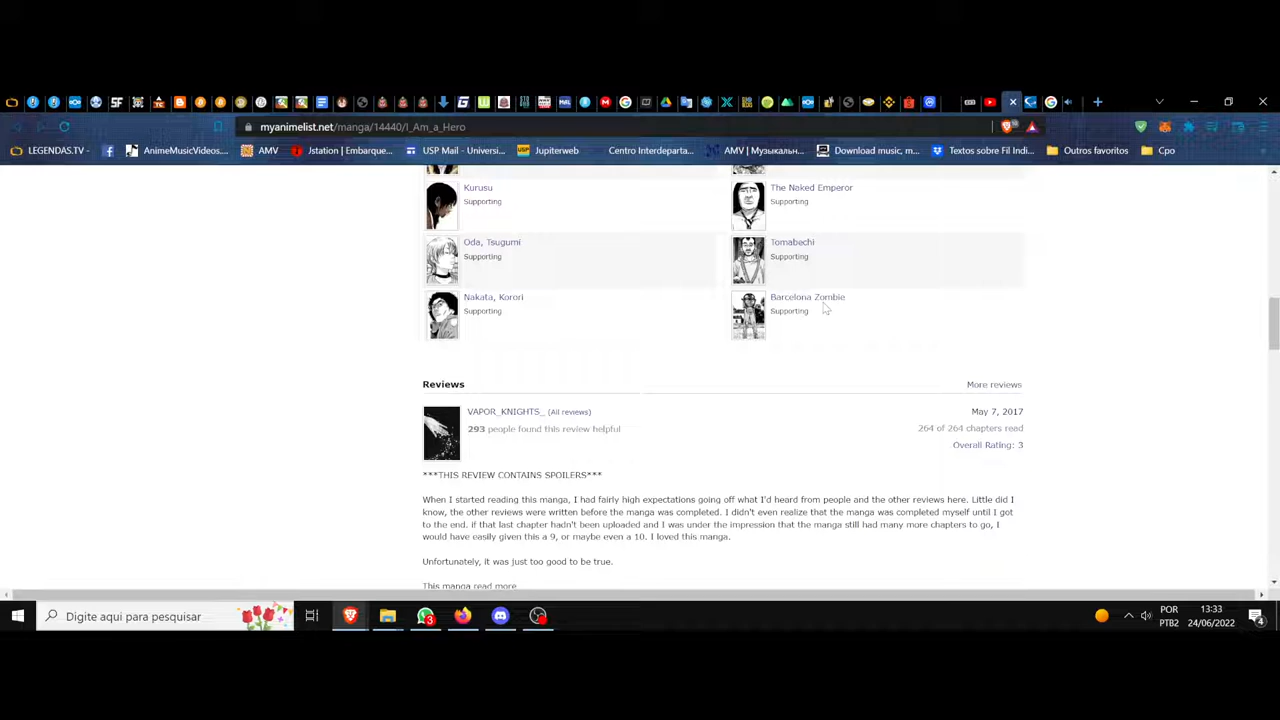 myanimelist.net/manga/14440/I_Am_a_Hero
LEGENDAS.TV - AnimeMusicVideos... AMV Jstation | Embarque... USP Mail - Universi... Jupiterweb Centro Interdeparta... AMV | Музыкальн... Download music, m... Textos sobre Fil Indi... Outros favoritos Cpo
Kurusu
Supporting
The Naked Emperor
Supporting
Oda, Tsugumi
Supporting
Tomabechi
Supporting
Nakata, Korori
Supporting
Barcelona Zombie
Supporting
Reviews
More reviews
VAPOR_KNIGHTS_ (All reviews)
May 7, 2017
293 people found this review helpful
264 of 264 chapters read
Overall Rating: 3
***THIS REVIEW CONTAINS SPOILERS***
When I started reading this manga, I had fairly high expectations going off what I'd heard from people and the other reviews here. Little did I
know, the other reviews were written before the manga was completed. I didn't even realize that the manga was completed myself until I got
to the end. if that last chapter hadn't been uploaded and I was under the impression that the manga still had many more chapters to go, I
would have easily given this a 9, or maybe even a 10. I loved this manga.
Unfortunately, it was just too good to be true.
This manga read more
Digite aqui para pesquisar
3
POR
PTB2
13:33
24/06/2022
4